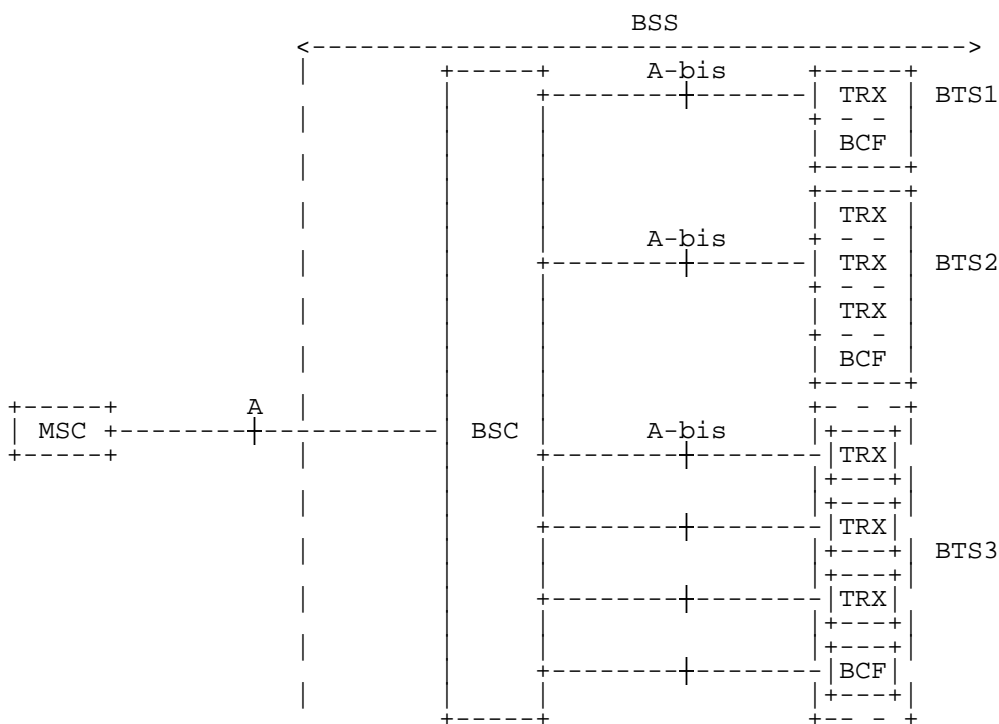 BSS
A-bis
TRX BTS1
BCF
TRX
A-bis
TRX BTS2
TRX
BCF
A
MSC BSC A-bis
TRX
TRX
BTS3
TRX
BCF